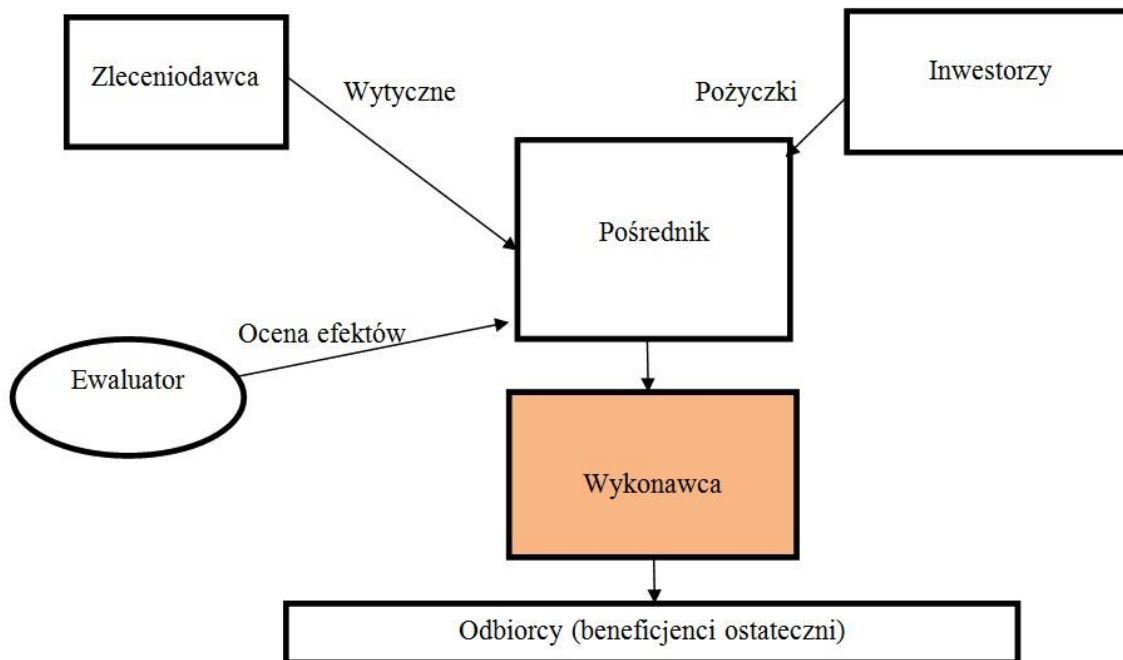 Zleceniodawca
Inwestorzy
Wytyczne
Pożyczki
Pośrednik
Ocena efektów
Ewaluator
Wykonawca
Odbiorcy (beneficjenci ostateczni)